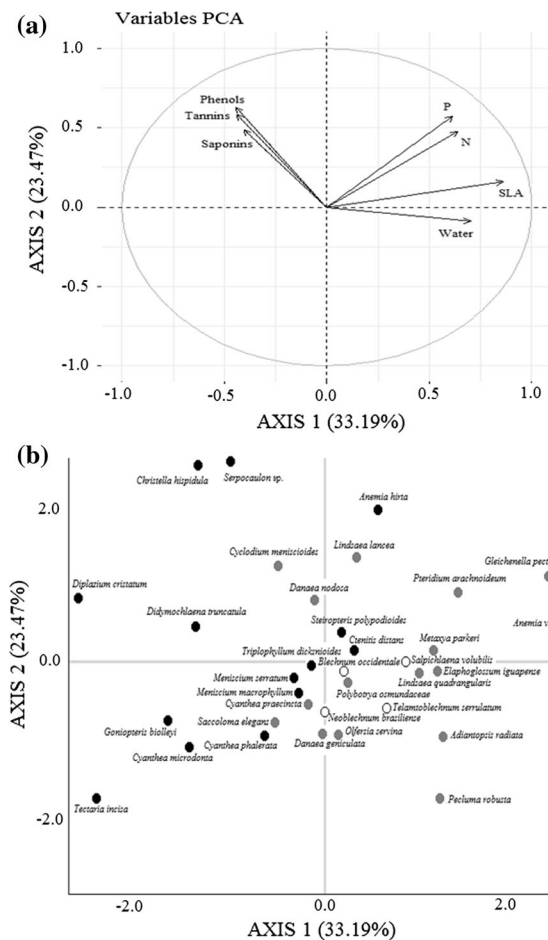 (a)
Variables PCA
AXIS 2 (23.47%)
1.0
0.5
0.0
-0.5
-1.0
Phenols
Tannins
Saponins
P
N
SLA
Water
-1.0
-0.5
0.0
0.5
1.0
AXIS 1 (33.19%)
(b)
AXIS 2 (23.47%)
2.0
0.0
-2.0
Christella hispidula
Serpocaulon sp.
Anemia hirta
Cyclodium meniscioides
Lindsaea lancea
Gleichenella pect
Diplazium cristatum
Danaea nodosa
Pteridium arachnoideum
Didymochlaena truncatula
Steiropteris polypodioides
Anemia v
Ctenitis distans
Metaxya parkeri
Triplophyllum dicksnioides
Blechnum occidentale
Salpichlaena volubilis
Meniscium serratum
Elaphoglossum iguapense
Meniscium macrophyllum
Polybotrya osmundaceae
Lindsaea quadrangularis
Cyanthea praecincta
Telamtoblechnum serrulatum
Goniopteris biolleyi
Saccoloma elegans
Neoblechnum brasiliense
Cyanthea microdonta
Cyanthea phalerata
Danaea geniculata
Olfersia servina
Adiantopsis radiata
Tectaria incisa
Pecluma robusta
-2.0
0.0
2.0
AXIS 1 (33.19%)